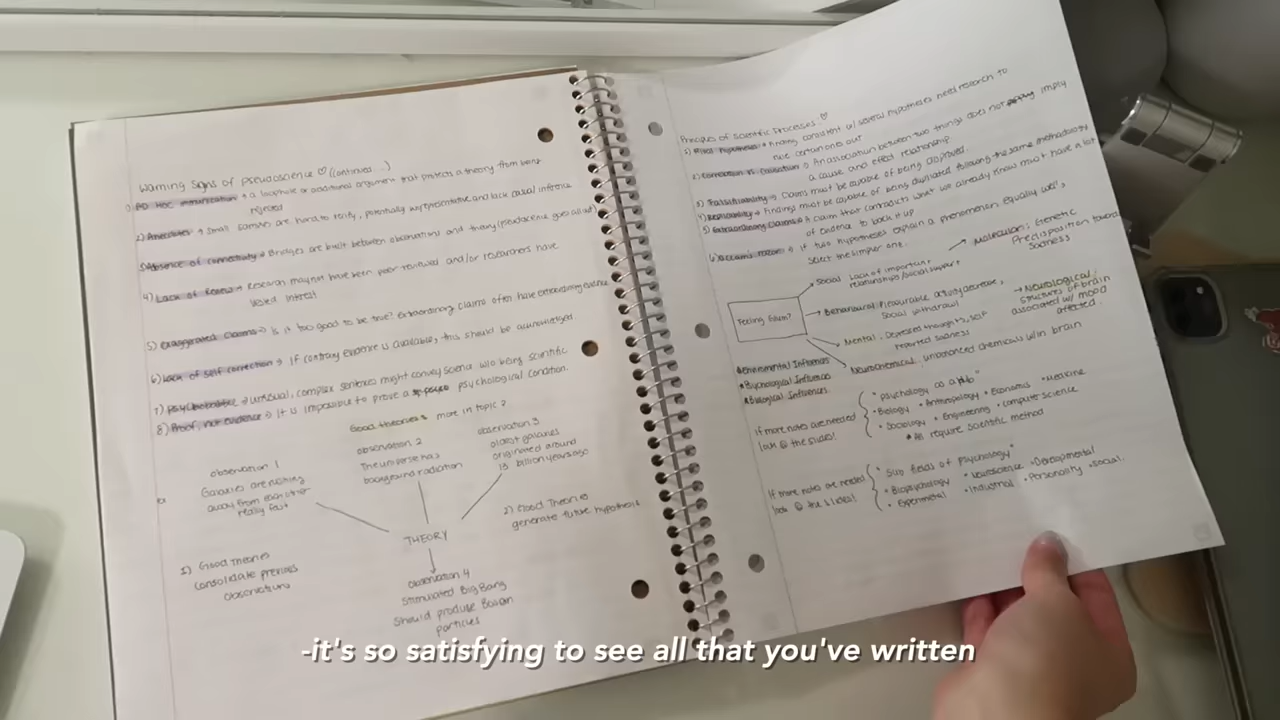 Warning Signs of pseudoscience ♡ (continued...)
1) AD Hoc immunization → a loophole or additional argument that protects a theory from being
rejected
2) Anecdotes → small samples are hard to verify, potentially unrepresentative and lack causal inference
3) Absence of connectivity → Bridges are built between observations and theory (pseudoscience goes all in!)
4) Lack of Review → Research may not have been peer reviewed and/or researchers have
vested interest
5) Exaggerated Claims → is it too good to be true? Extraordinary claims often have extraordinary evidence
6) Lack of self correction → If contrary evidence is available, this should be acknowledged.
7) → unusual, complex sentences might convey science w/o being scientific
8) Proof, not evidence → it is impossible to prove a psychological condition.
Good theories more in topic 2
observation 1
Galaxies are
away from each other
really fast
observation 2
The universe has
background radiation
observation 3
oldest galaxies
originated around
13 billion years ago
THEORY
1) Good Theories
consolidate previous
observations
2) Good Theories
generate future hypothesis
observation 4
Stimulated Big Bang
should produce
particles
Principles of scientific Processes ♡
1) Rival hypothesis → Finding consistent w/ several hypotheses need research to
rule certain ones out
2) Correlation vs. Causation → An association between two things does not imply
a cause and effect relationship
3) Falsifiability → Claims must be capable of being disproved.
4) Replicability → Findings must be capable of being duplicated following the same methodology
5) Extraordinary Claims → A claim that contradicts what we already know must have a lot
of evidence to back it up
6) Occam's razor → If two hypotheses explain a phenomenon equally well,
select the simpler one.
Feeling Glum?
Social: Lack of important
relationships/social support
Behavioural: Pleasurable activity decrease,
social withdrawl
Mental: Depressed thoughts, self
reported sadness
Neurochemical: unbalanced chemicals w/in brain
Molecular: Genetic
Predisposition toward
sadness
→ Neurological:
structures of brain
associated w/ mood
affected.
• Environmental Influences
• Psychological Influences
• Biological Influences
If more notes are needed
look @ the slides!
" psychology as a hub "
• Biology • Anthropology • Economics • Medicine
• Sociology • Engineering • computer science
* All require scientific method
If more notes are needed
look @ the slides!
" Sub fields of psychology "
• Biopsychology • Neuroscience • Developmental
• Experimental • Industrial • Personality • Social
-it's so satisfying to see all that you've written